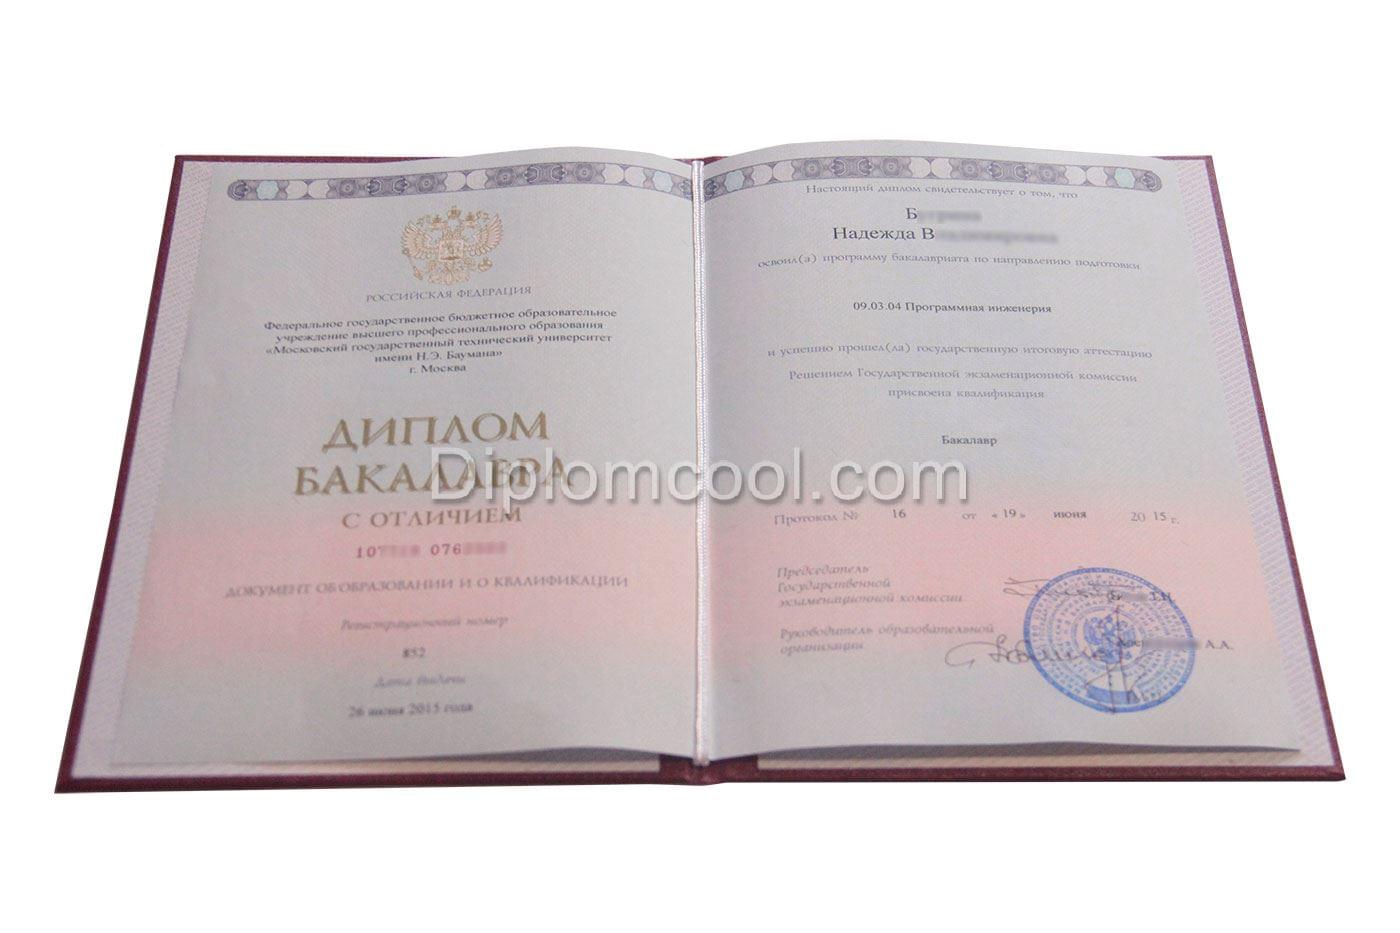 РОССИЙСКАЯ ФЕДЕРАЦИЯ
Федеральное государственное бюджетное образовательное
учреждение высшего профессионального образования
«Московский государственный технический университет
имени Н.Э. Баумана»
г. Москва
ДИПЛОМ
БАКАЛАВРА
С ОТЛИЧИЕМ
107 076
ДОКУМЕНТ ОБ ОБРАЗОВАНИИ И О КВАЛИФИКАЦИИ
Регистрационный номер
852
Дата выдачи
26 июня 2015 года
Настоящий диплом свидетельствует о том, что
Б
Надежда В
освоил(а) программу бакалавриата по направлению подготовки
09.03.04 Программная инженерия
и успешно прошел(ла) государственную итоговую аттестацию
Решением Государственной экзаменационной комиссии
присвоена квалификация
Бакалавр
Diplomcool.com
Протокол № 16 от « 19 » июня 20 15 г.
Председатель
Государственной
экзаменационной комиссии
Руководитель образовательной
организации
А.А.